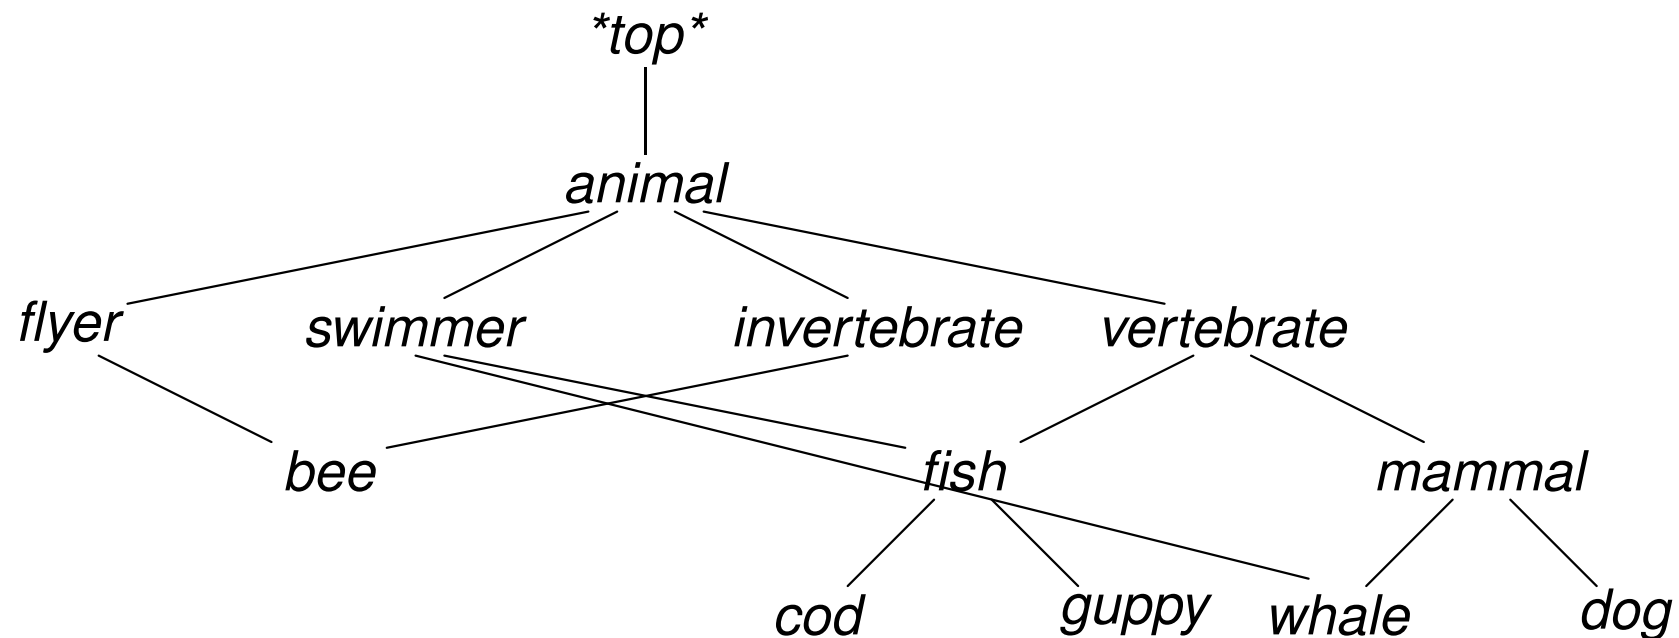 *top*
animal
flyer swimmer invertebrate vertebrate
bee fish mammal
cod guppy whale dog